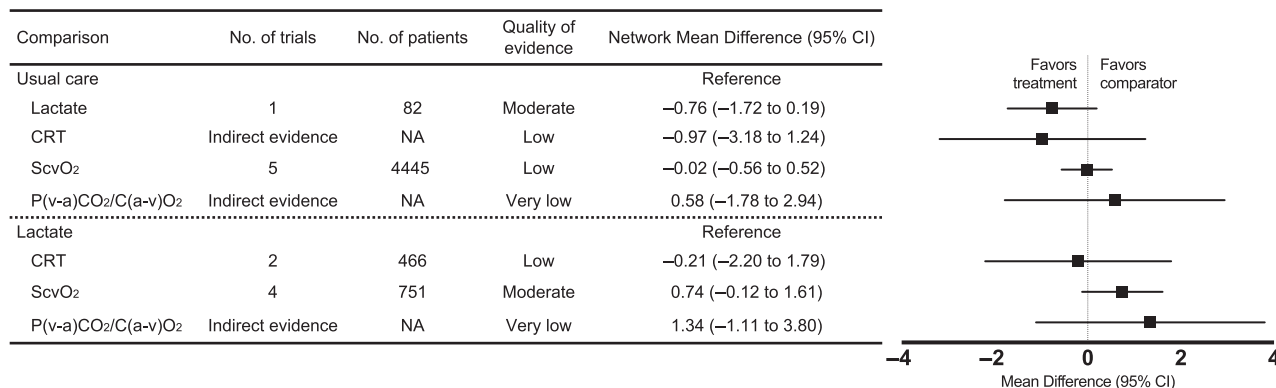 Comparison No. of trials No. of patients Quality of evidence Network Mean Difference (95% CI)
Usual care Reference
Lactate 1 82 Moderate –0.76 (–1.72 to 0.19)
CRT Indirect evidence NA Low –0.97 (–3.18 to 1.24)
ScvO₂ 5 4445 Low –0.02 (–0.56 to 0.52)
P(v-a)CO₂/C(a-v)O₂ Indirect evidence NA Very low 0.58 (–1.78 to 2.94)
Lactate Reference
CRT 2 466 Low –0.21 (–2.20 to 1.79)
ScvO₂ 4 751 Moderate 0.74 (–0.12 to 1.61)
P(v-a)CO₂/C(a-v)O₂ Indirect evidence NA Very low 1.34 (–1.11 to 3.80)
Favors treatment
Favors comparator
–4 –2 0 2 4
Mean Difference (95% CI)